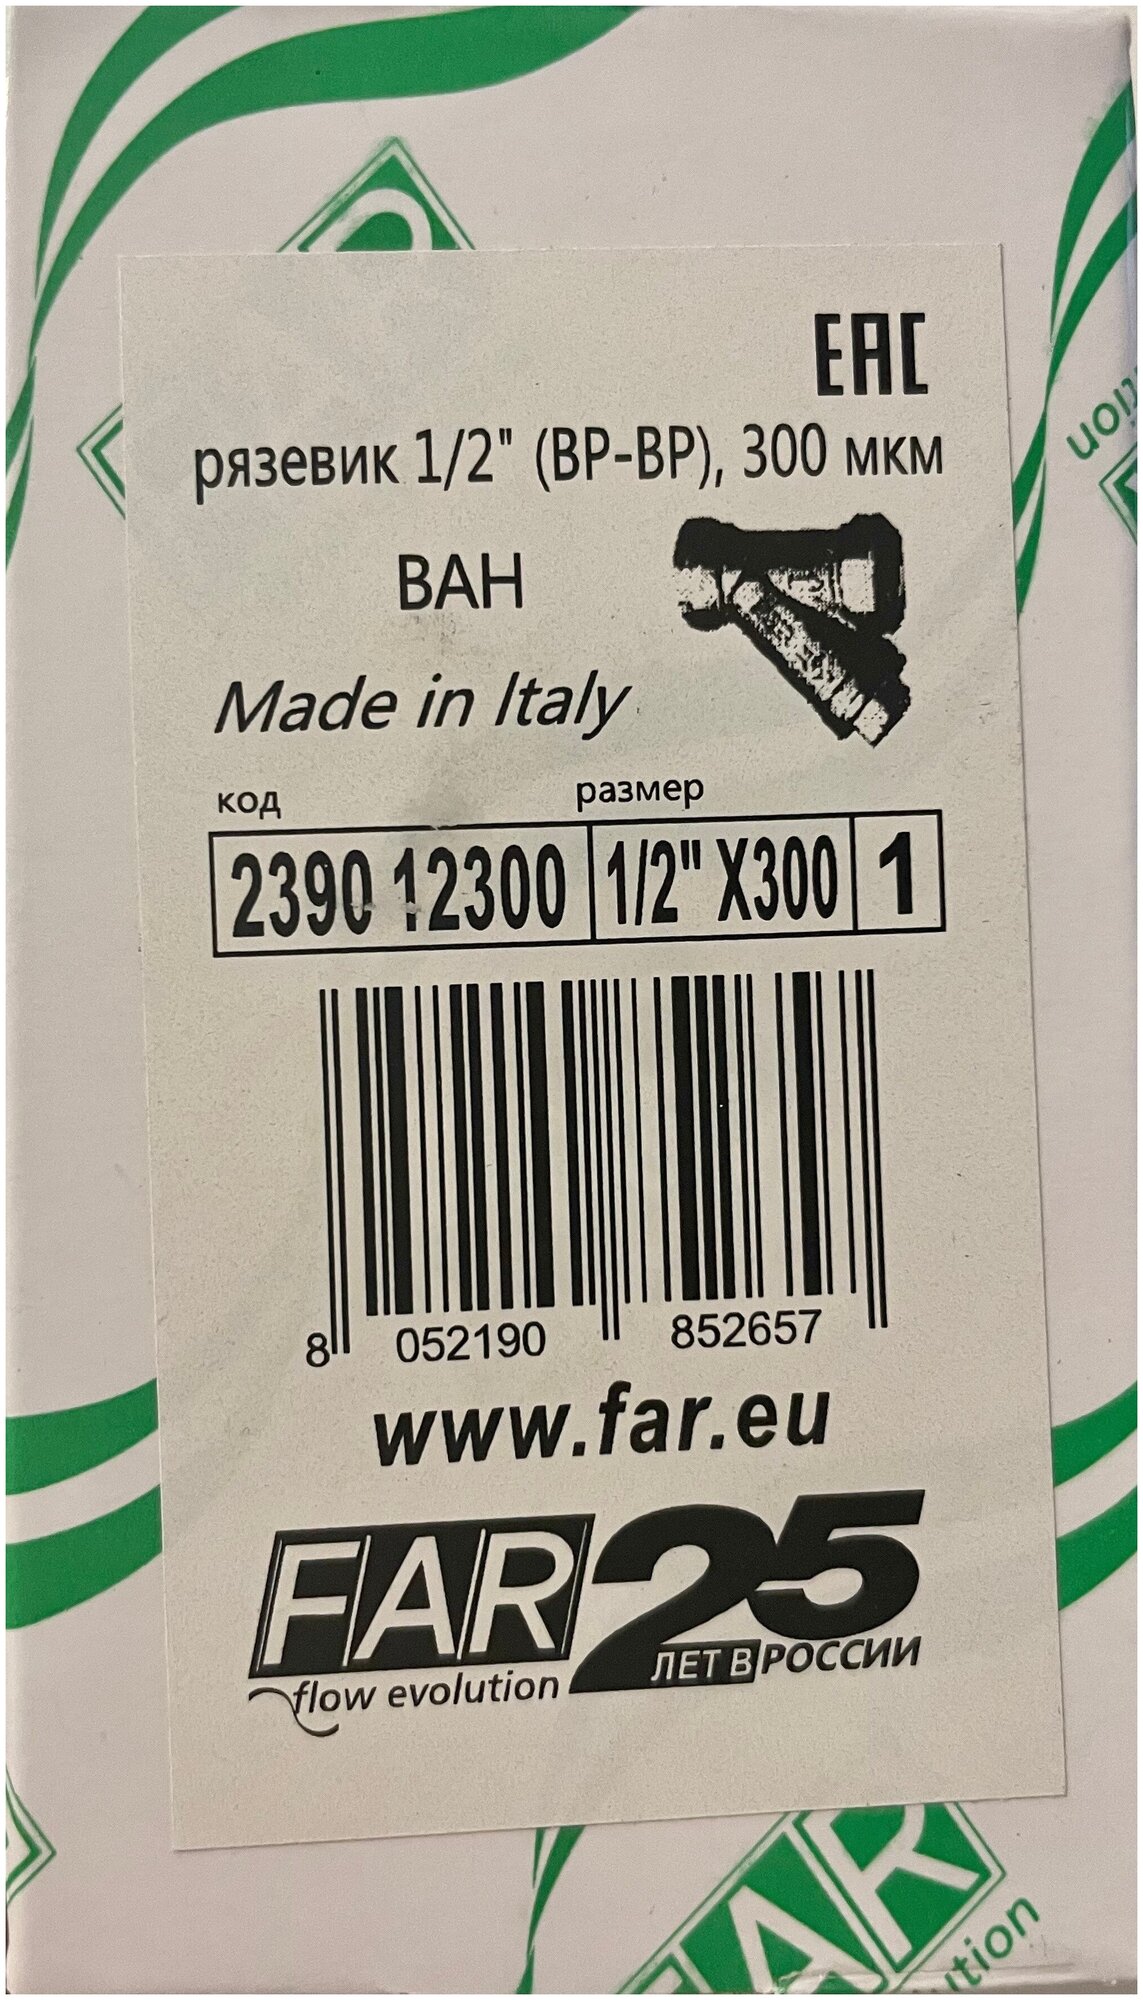 EAC
рязевик 1/2" (ВР-ВР), 300 мкм
ВАН
Made in Italy
код размер
2390 12300 1/2" X300 1
8 052190 852657
www.far.eu
FAR 25
ЛЕТ В РОССИИ
flow evolution